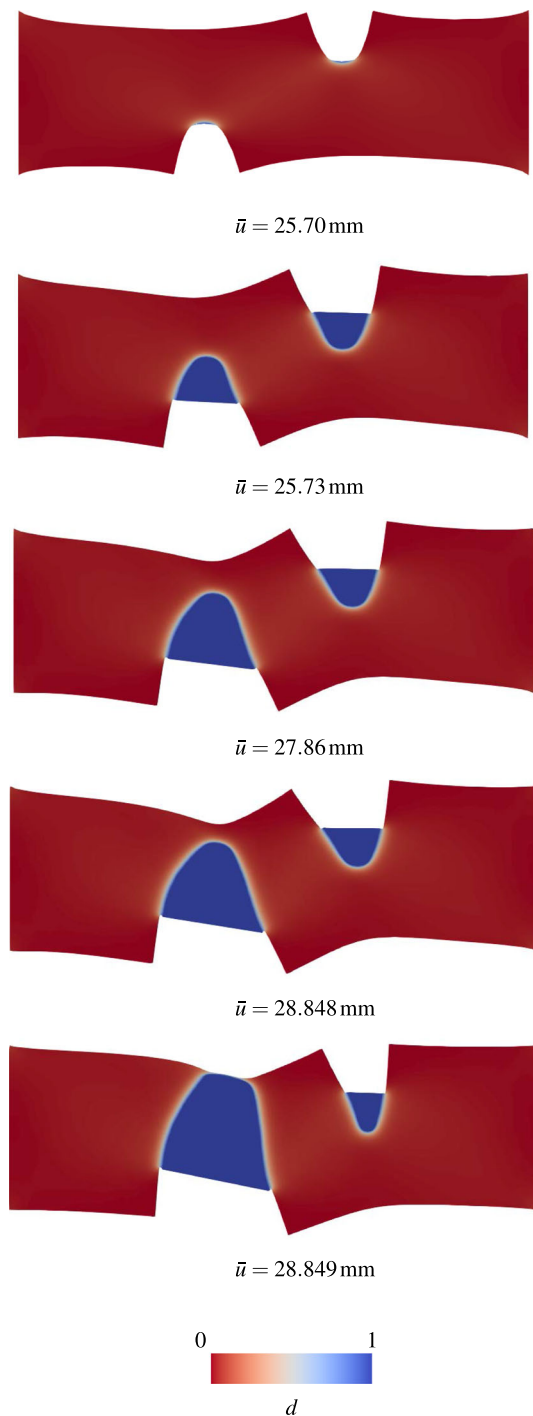 ū = 25.70 mm
ū = 25.73 mm
ū = 27.86 mm
ū = 28.848 mm
ū = 28.849 mm
0 1
d